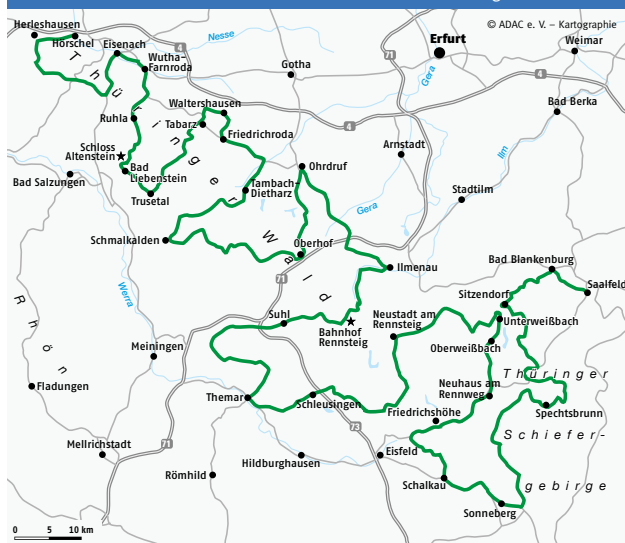 Herleshausen
© ADAC e. V. – Kartographie
Hörschel
Eisenach
Nesse
4
71
Erfurt
Weimar
Wutha-
Farnroda
Gotha
Gera
4
Thüringer Wald
Waltershausen
Bad Berka
Ruhla
Tabarz
4
Friedrichroda
Schloss
Altenstein
Arnstadt
Ilm
Bad
Liebenstein
Ohrdruf
Bad Salzungen
Tambach-
Dietharz
Trusetal
Stadtilm
Gera
Schmalkalden
Oberhof
Bad Blankenburg
Ilmenau
71
Saalfeld
Werra
Sitzendorf
Rhön
Suhl
Neustadt am
Rennsteig
Unterweißbach
Bahnhof
Rennsteig
Meiningen
Oberweißbach
Thüringer
Fladungen
Neuhaus am
Rennweg
Themar
Schleusingen
Friedrichshöhe
Spechtsbrunn
73
Schiefer-
71
Mellrichstadt
Eisfeld
Hildburghausen
Römhild
Schalkau
gebirge
Sonneberg
0 5 10 km